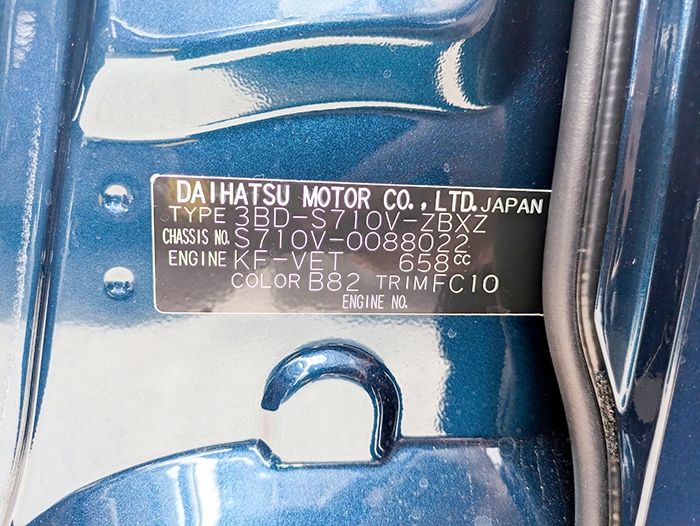 DAIHATSU MOTOR CO., LTD. JAPAN
TYPE 3BD-S710V-ZBXZ
CHASSIS NO. S710V-0088022
ENGINE KF-VET 658cc
COLOR B82 TRIM FC10
ENGINE NO.